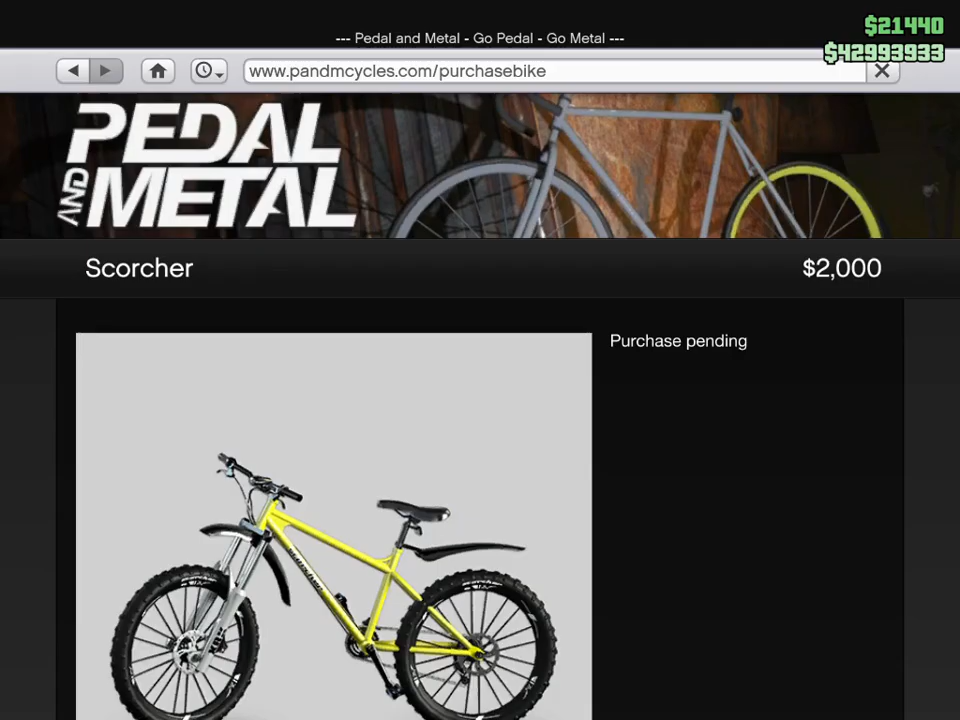 $21440
--- Pedal and Metal - Go Pedal - Go Metal ---
$42993933
www.pandmcycles.com/purchasebike
PEDAL
AND METAL
Scorcher
$2,000
Purchase pending